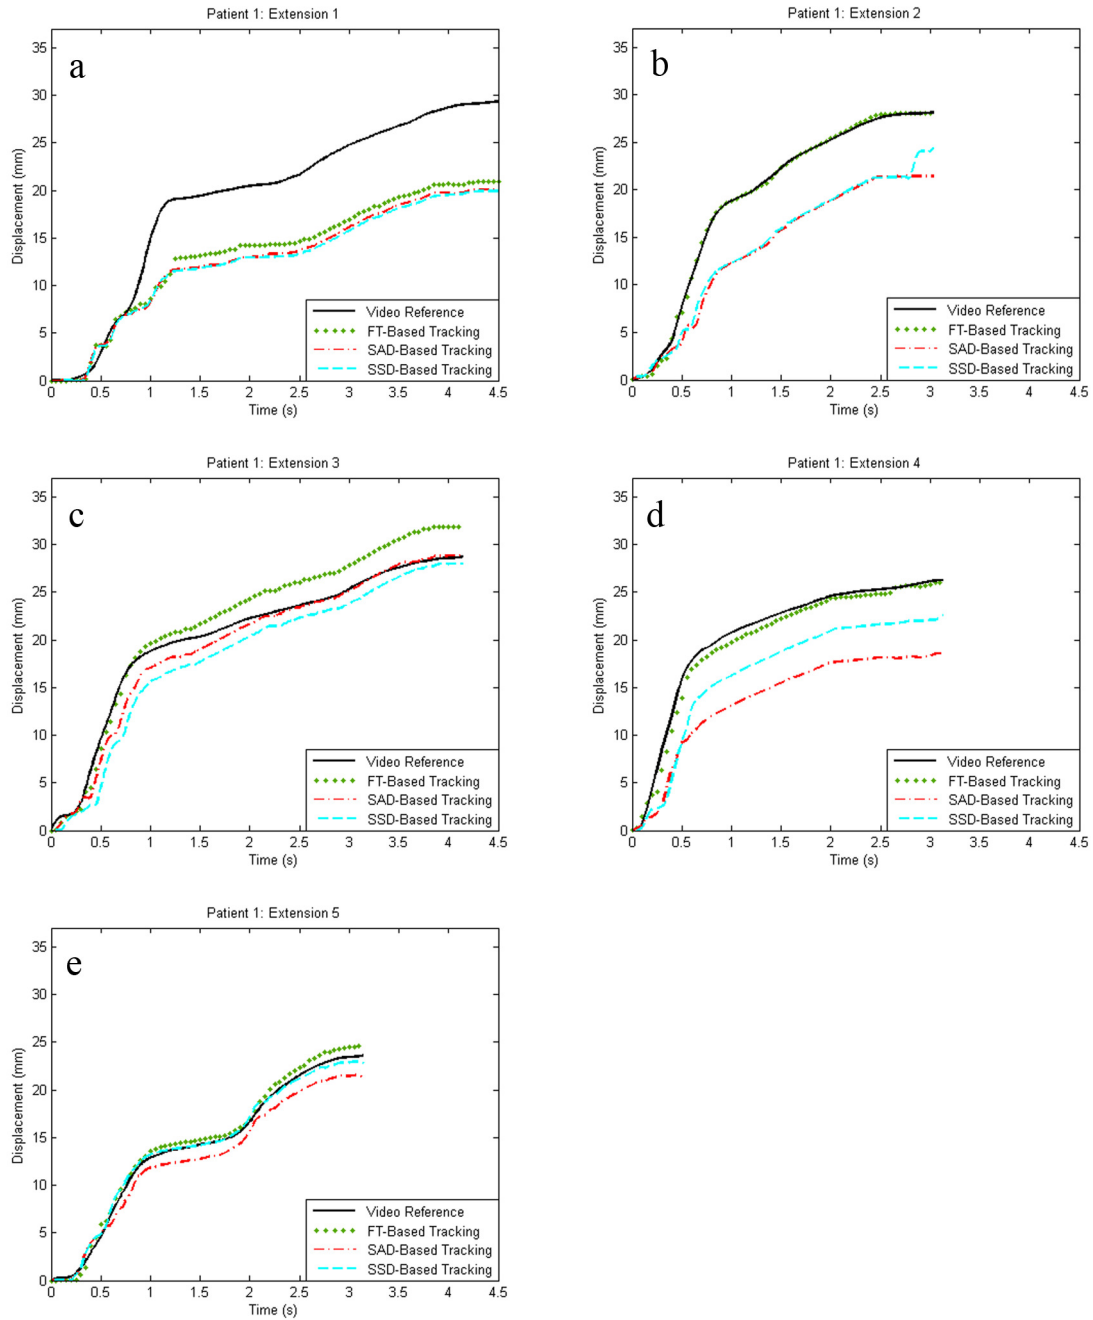 Patient 1: Extension 1
a
Displacement (mm)
35
30
25
20
15
10
5
0
0 0.5 1 1.5 2 2.5 3 3.5 4 4.5
Time (s)
Video Reference
FT-Based Tracking
SAD-Based Tracking
SSD-Based Tracking
Patient 1: Extension 2
b
Displacement (mm)
35
30
25
20
15
10
5
0
0 0.5 1 1.5 2 2.5 3 3.5 4 4.5
Time (s)
Video Reference
FT-Based Tracking
SAD-Based Tracking
SSD-Based Tracking
Patient 1: Extension 3
c
Displacement (mm)
35
30
25
20
15
10
5
0
0 0.5 1 1.5 2 2.5 3 3.5 4 4.5
Time (s)
Video Reference
FT-Based Tracking
SAD-Based Tracking
SSD-Based Tracking
Patient 1: Extension 4
d
Displacement (mm)
35
30
25
20
15
10
5
0
0 0.5 1 1.5 2 2.5 3 3.5 4 4.5
Time (s)
Video Reference
FT-Based Tracking
SAD-Based Tracking
SSD-Based Tracking
Patient 1: Extension 5
e
Displacement (mm)
35
30
25
20
15
10
5
0
0 0.5 1 1.5 2 2.5 3 3.5 4 4.5
Time (s)
Video Reference
FT-Based Tracking
SAD-Based Tracking
SSD-Based Tracking